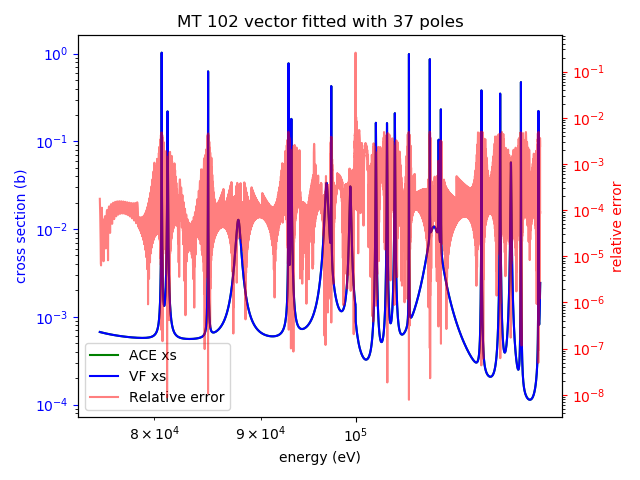 MT 102 vector fitted with 37 poles
10⁰
10⁻¹
10⁻²
10⁻³
10⁻⁴
cross section (b)
10⁻¹
10⁻²
10⁻³
10⁻⁴
10⁻⁵
10⁻⁶
10⁻⁷
10⁻⁸
relative error
ACE xs
VF xs
Relative error
8 × 10⁴ 9 × 10⁴ 10⁵
energy (eV)